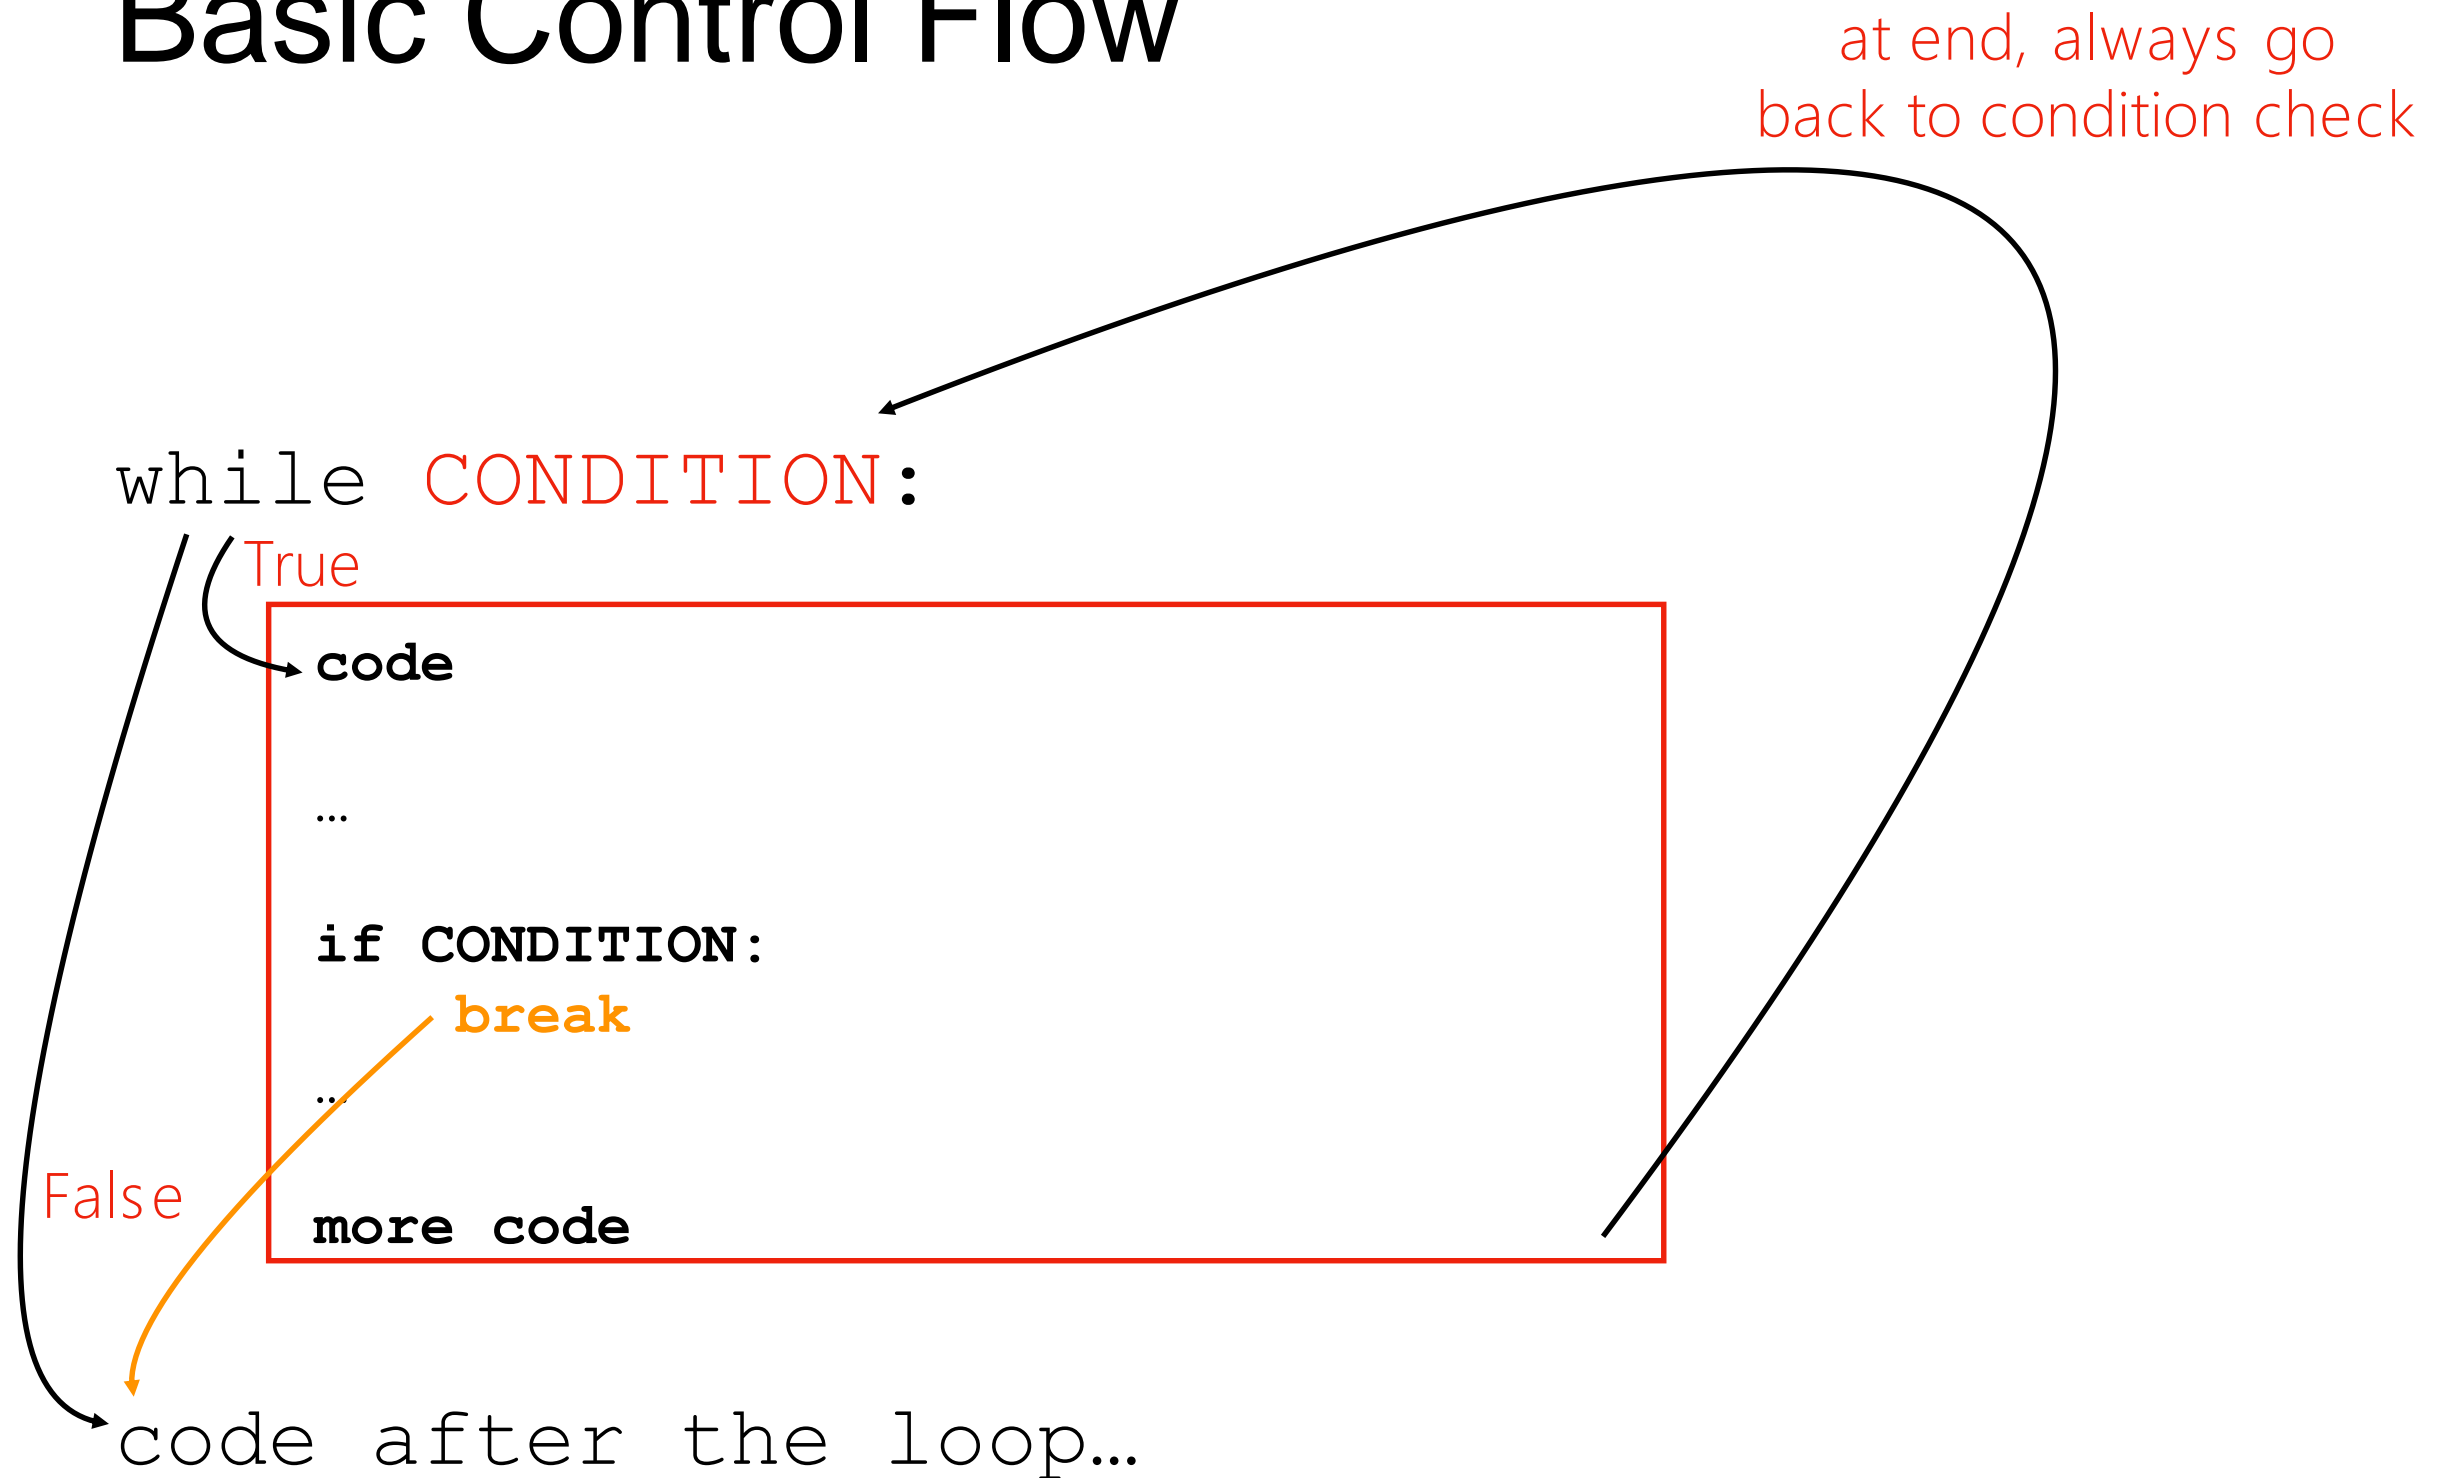 Basic Control Flow
at end, always go
back to condition check
while CONDITION:
True
code
…
if CONDITION:
break
…
False
more code
code after the loop…